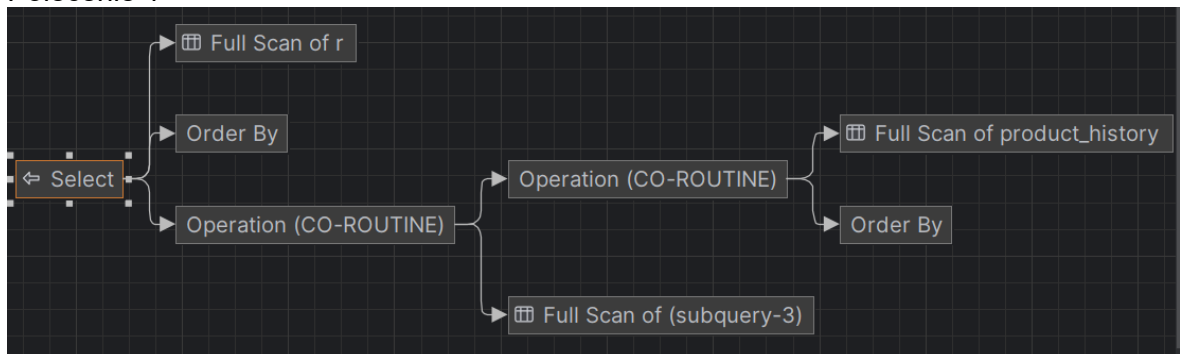 Full Scan of r
Order By
Full Scan of product_history
Select
Operation (CO-ROUTINE)
Operation (CO-ROUTINE)
Order By
Full Scan of (subquery-3)